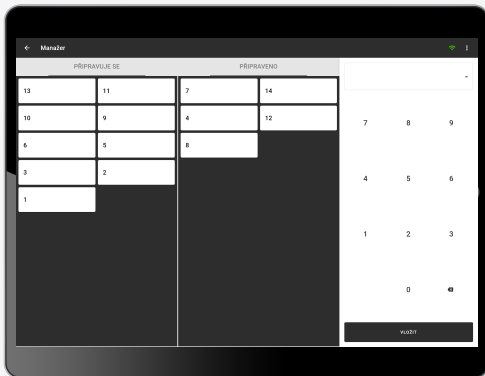 Manažer
PŘIPRAVUJE SE
PŘIPRAVENO
13 11
10 9
6 5
3 2
1
7 14
4 12
8
7 8 9
4 5 6
1 2 3
0
VLOŽIT